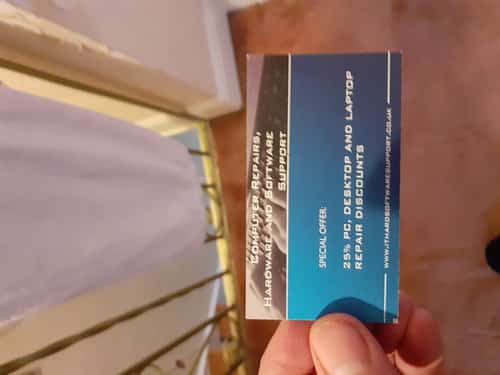 Computer Repairs,
Hardware and Software
Support
SPECIAL OFFER:
25% PC, DESKTOP AND LAPTOP
REPAIR DISCOUNTS
WWW.ITHARDSOFTWARESUPPORT.CO.UK